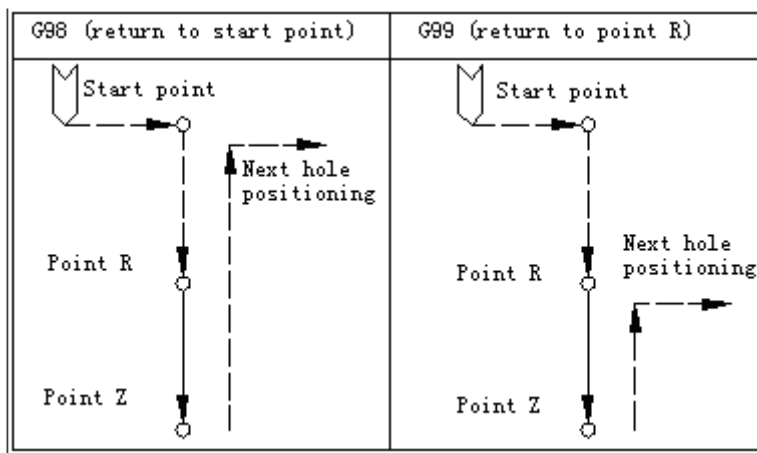 G98 (return to start point)
Start point
Next hole
positioning
Point R
Point Z
G99 (return to point R)
Start point
Next hole
positioning
Point R
Point Z